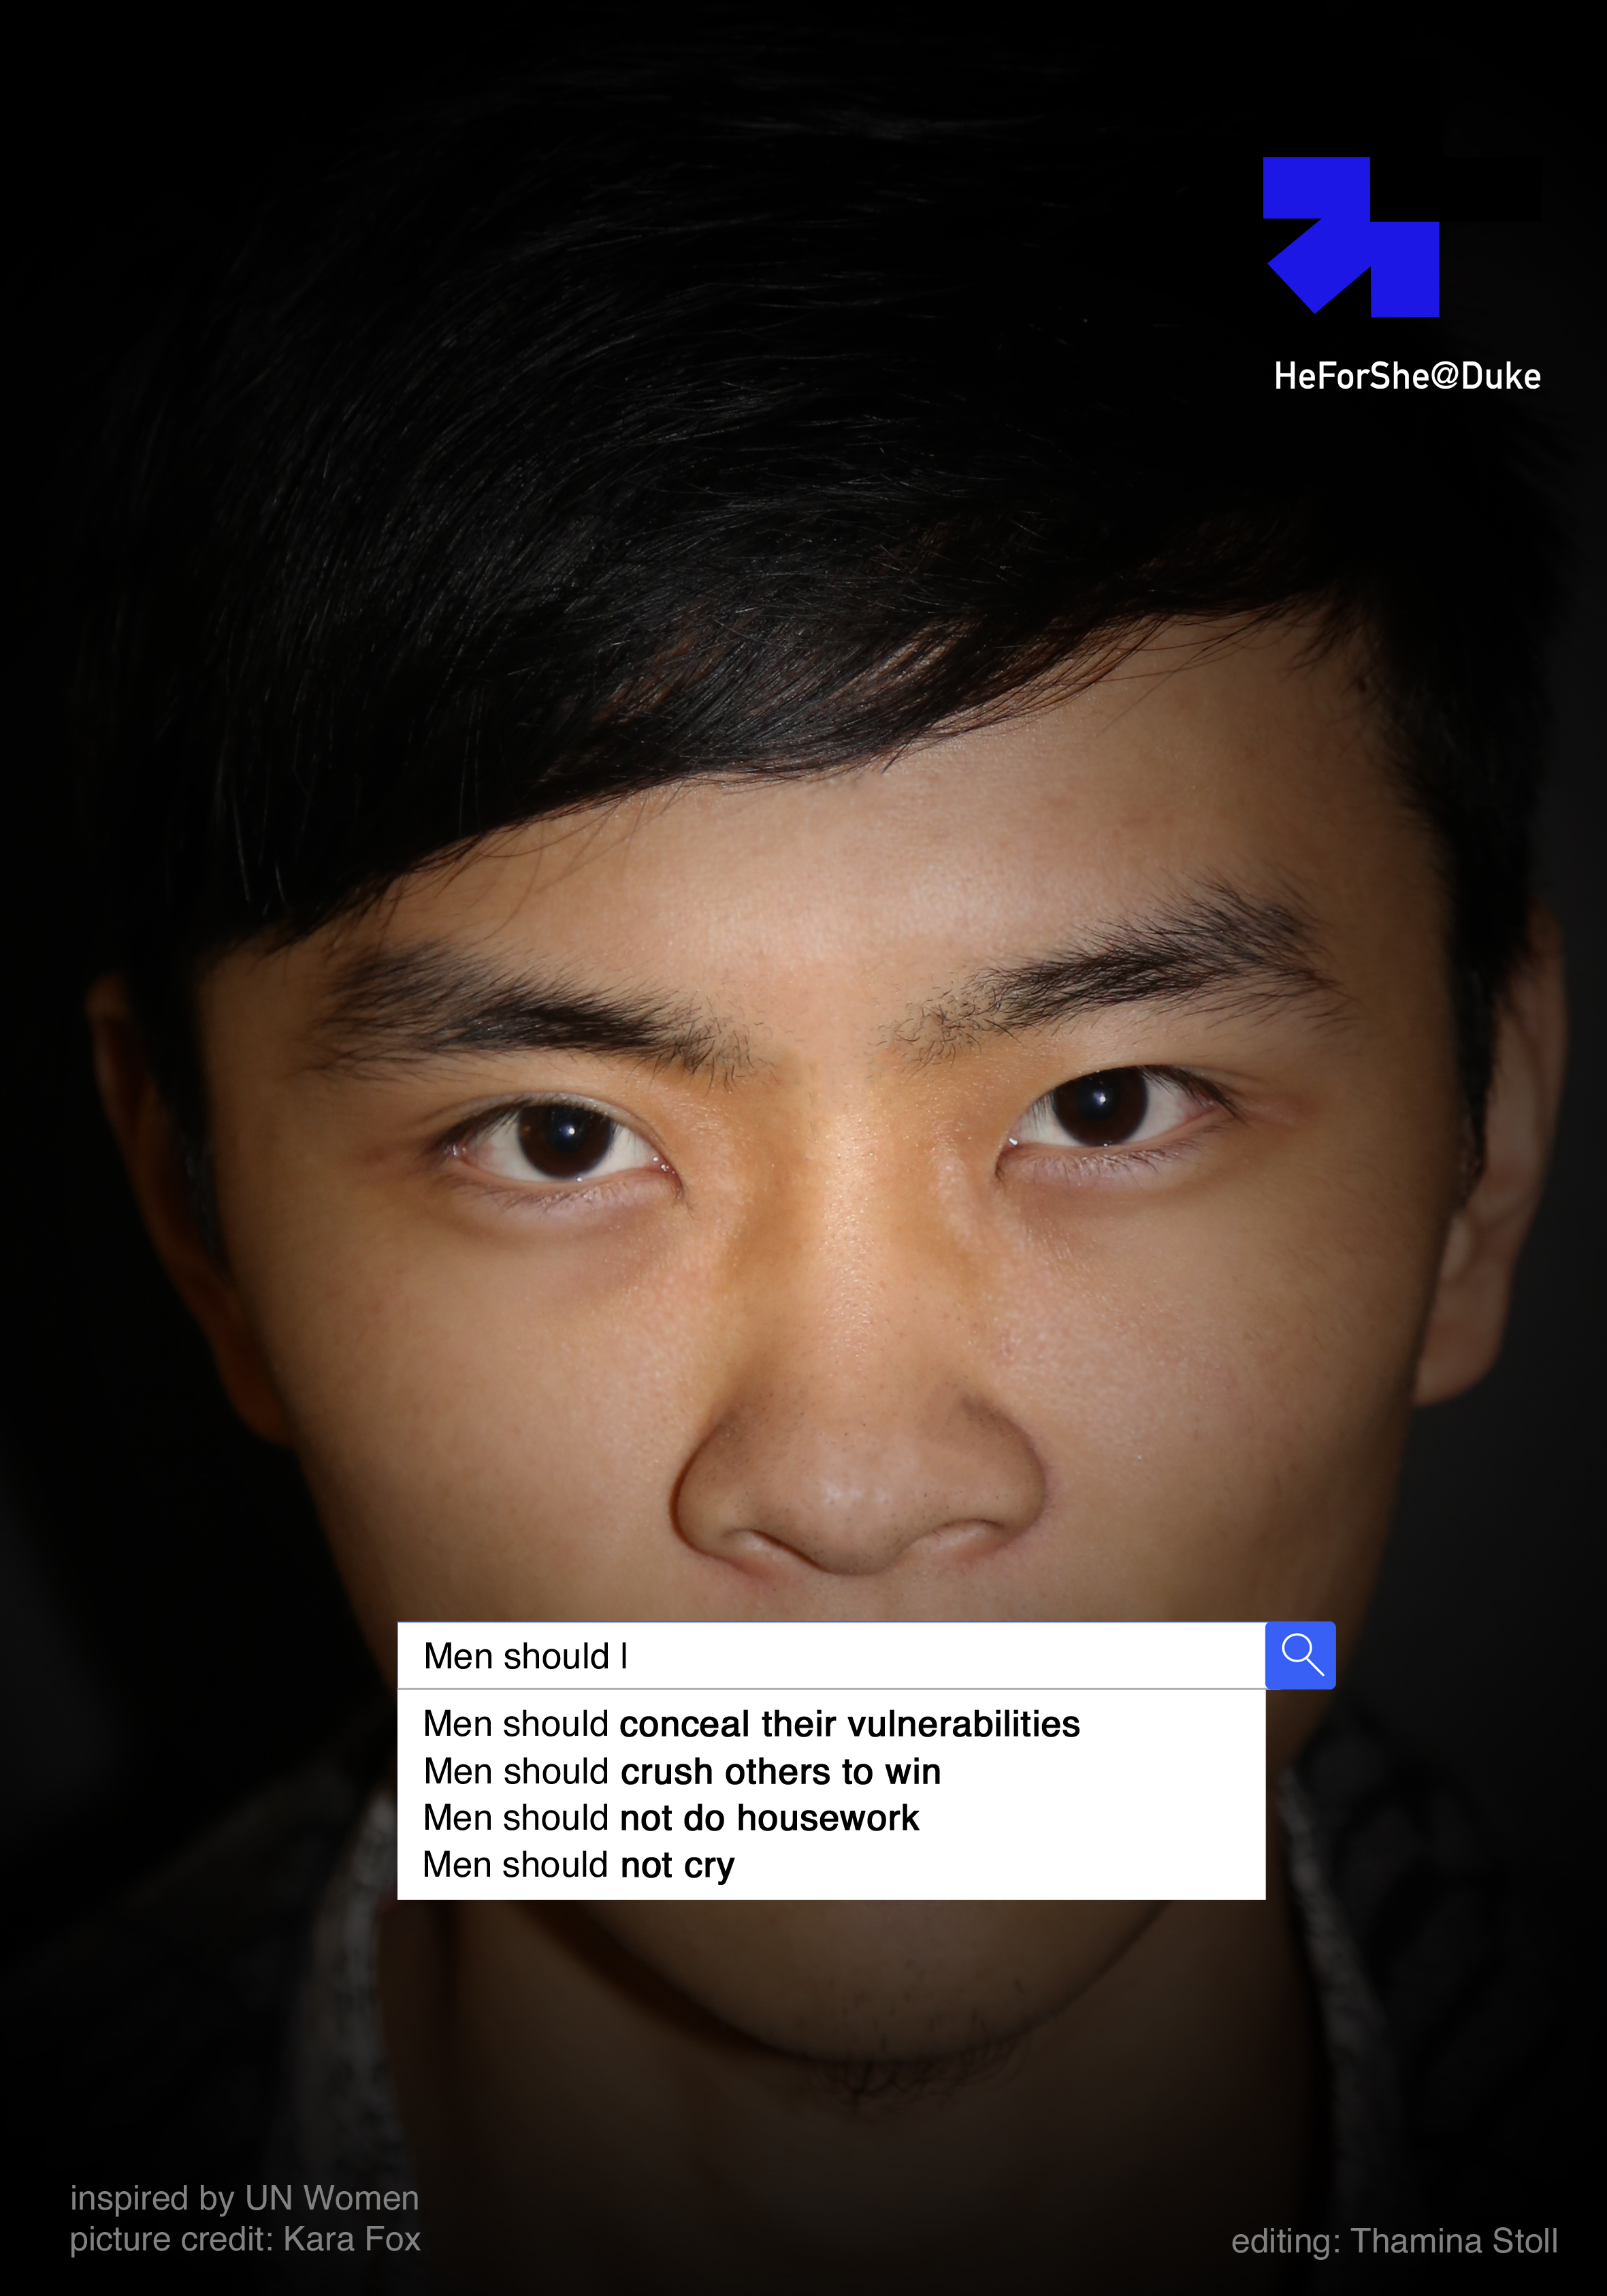 HeForShe@Duke
Men should |
Men should conceal their vulnerabilities
Men should crush others to win
Men should not do housework
Men should not cry
inspired by UN Women
picture credit: Kara Fox
editing: Thamina Stoll